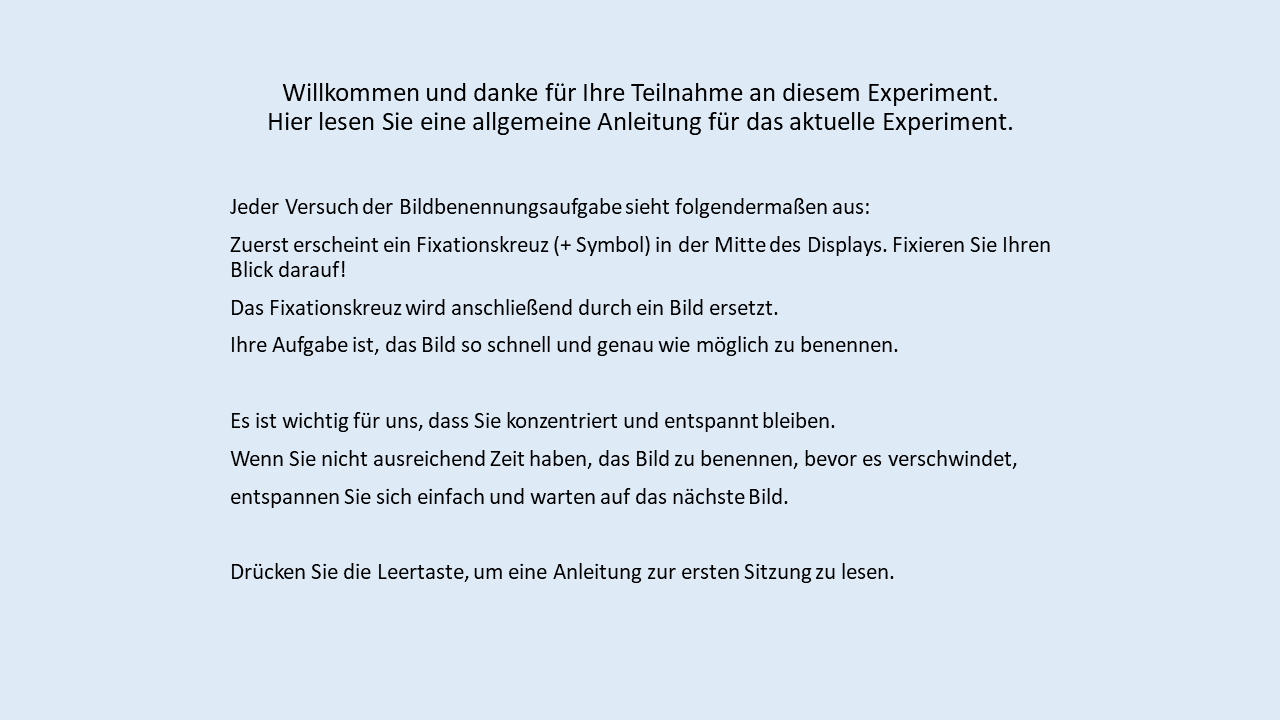 Willkommen und danke für Ihre Teilnahme an diesem Experiment.
Hier lesen Sie eine allgemeine Anleitung für das aktuelle Experiment.
Jeder Versuch der Bildbenennungsaufgabe sieht folgendermaßen aus:
Zuerst erscheint ein Fixationskreuz (+ Symbol) in der Mitte des Displays. Fixieren Sie Ihren
Blick darauf!
Das Fixationskreuz wird anschließend durch ein Bild ersetzt.
Ihre Aufgabe ist, das Bild so schnell und genau wie möglich zu benennen.
Es ist wichtig für uns, dass Sie konzentriert und entspannt bleiben.
Wenn Sie nicht ausreichend Zeit haben, das Bild zu benennen, bevor es verschwindet,
entspannen Sie sich einfach und warten auf das nächste Bild.
Drücken Sie die Leertaste, um eine Anleitung zur ersten Sitzung zu lesen.